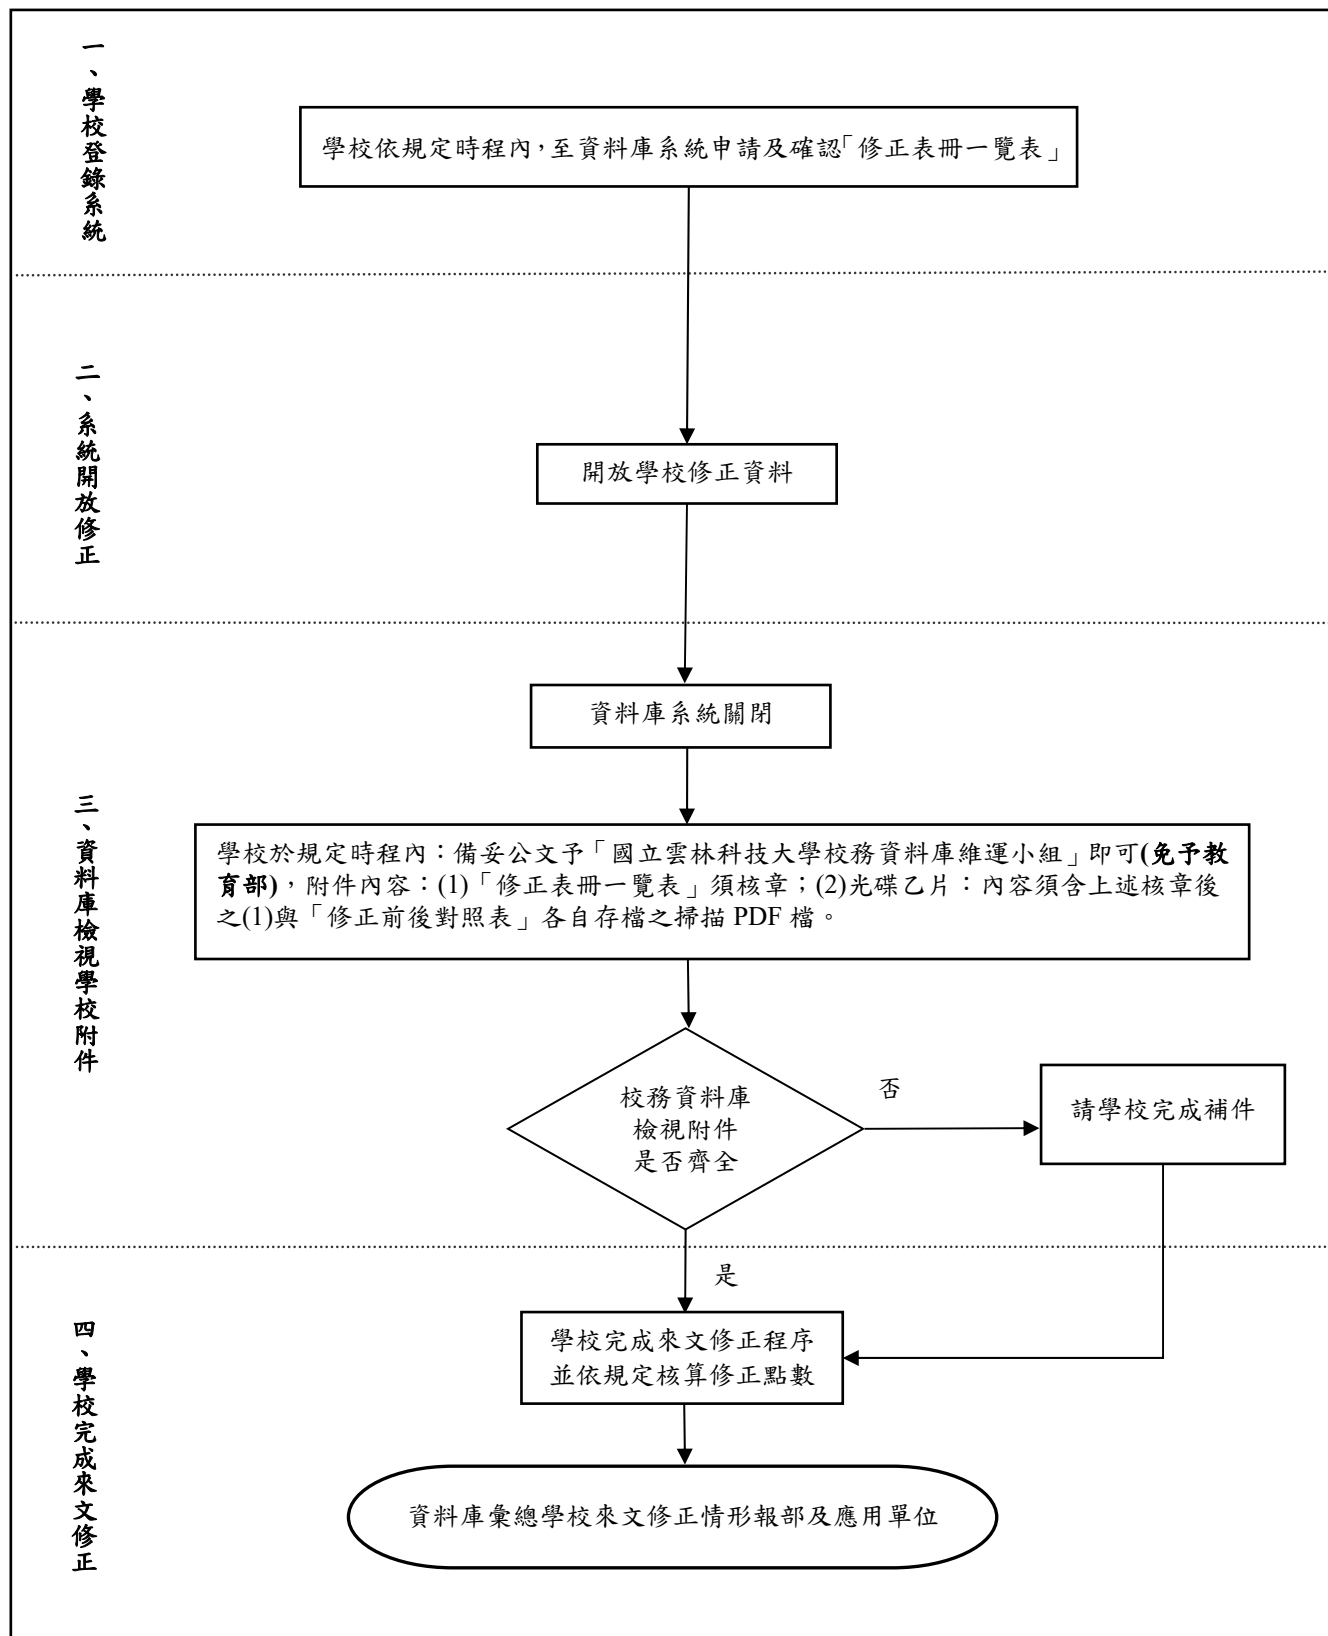 一、學校登錄系統
學校依規定時程內，至資料庫系統申請及確認「修正表冊一覽表」
二、系統開放修正
開放學校修正資料
三、資料庫檢視學校附件
資料庫系統關閉
學校於規定時程內：備妥公文予「國立雲林科技大學校務資料庫維運小組」即可(免予教
育部)，附件內容：(1)「修正表冊一覽表」須核章；(2)光碟乙片：內容須含上述核章後
之(1)與「修正前後對照表」各自存檔之掃描 PDF 檔。
校務資料庫
檢視附件
是否齊全
否
請學校完成補件
是
四、學校完成來文修正
學校完成來文修正程序
並依規定核算修正點數
資料庫彙總學校來文修正情形報部及應用單位